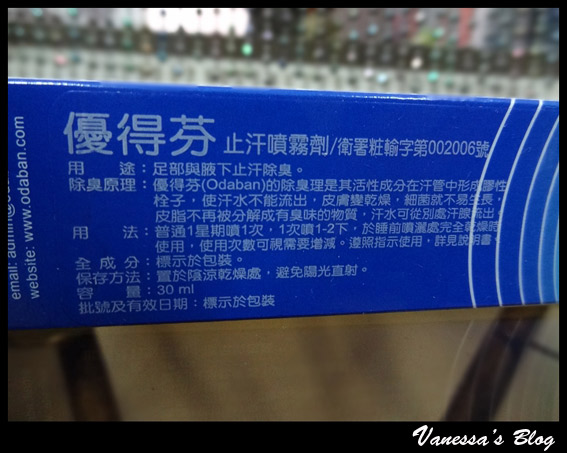 優得芬 止汗噴霧劑/衛署粧輸字第002006號
用 途：足部與腋下止汗除臭。
除臭原理：優得芬(Odaban)的除臭理是其活性成分在汗管中形成膠性
栓子，使汗水不能流出，皮膚變乾燥，細菌就不易生長，
皮脂不再被分解成有臭味的物質，汗水可從別處汗腺流出。
用 法：普通1星期噴1次，1次噴1-2下，於睡前噴灑處完全乾燥時
使用，使用次數可視需要增減。遵照指示使用，詳見說明書。
全 成 分：標示於包裝。
保存方法：置於陰涼乾燥處，避免陽光直射。
容 量：30 ml
批號及有效日期：標示於包裝
email: admin@
website: www.odaban.com
Vanessa's Blog